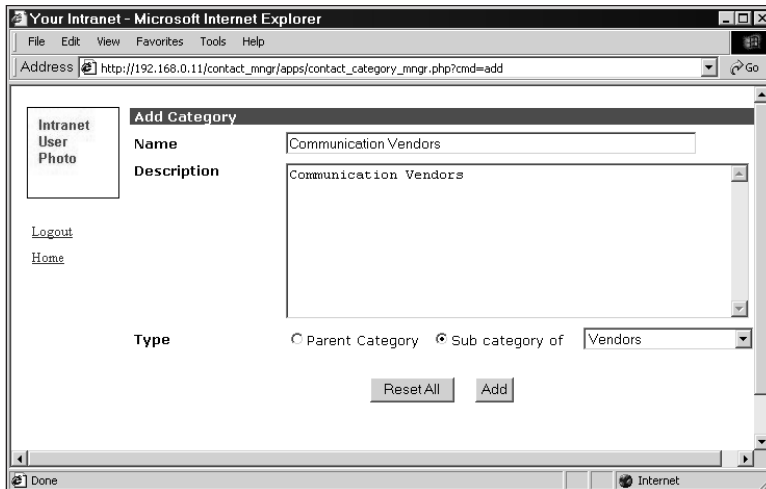 Your Intranet - Microsoft Internet Explorer
File Edit View Favorites Tools Help
Address http://192.168.0.11/contact_mngr/apps/contact_category_mngr.php?cmd=add Go
Intranet
User
Photo
Logout
Home
Add Category
Name Communication Vendors
Description Communication Vendors
Type Parent Category Sub category of Vendors
Reset All Add
Done Internet